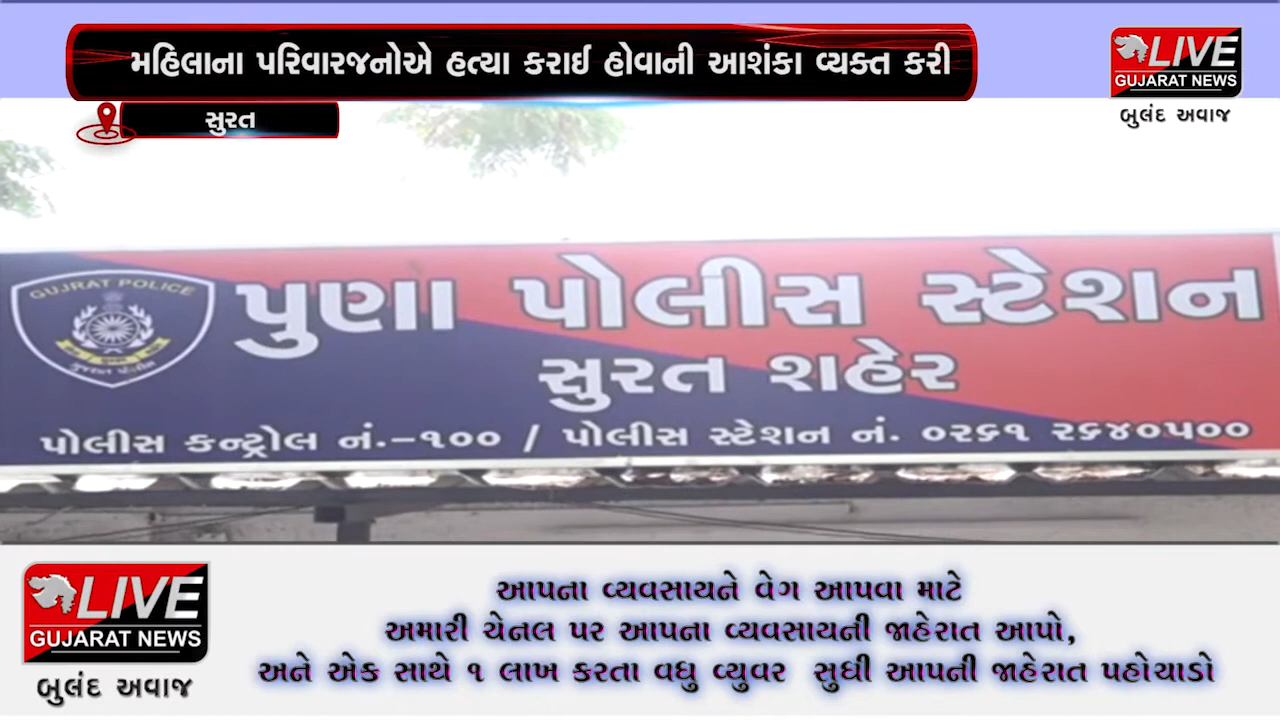 મહિલાના પરિવારજનોએ હત્યા કરાઈ હોવાની આશંકા વ્યક્ત કરી
LIVE
GUJARAT NEWS
બુલંદ અવાજ
સુરત
GUJRAT POLICE
પુણા પોલીસ સ્ટેશન
સુરત શહેર
પોલીસ કન્ટ્રોલ નં.–૧૦૦ / પોલીસ સ્ટેશન નં. ૦૨૬૧ ૨૬૪૦૫૦૦
LIVE
GUJARAT NEWS
બુલંદ અવાજ
આપના વ્યવસાયને વેગ આપવા માટે
અમારી ચેનલ પર આપના વ્યવસાયની જાહેરાત આપો,
અને એક સાથે ૧ લાખ કરતા વધુ વ્યુવર સુધી આપની જાહેરાત પહોચાડો